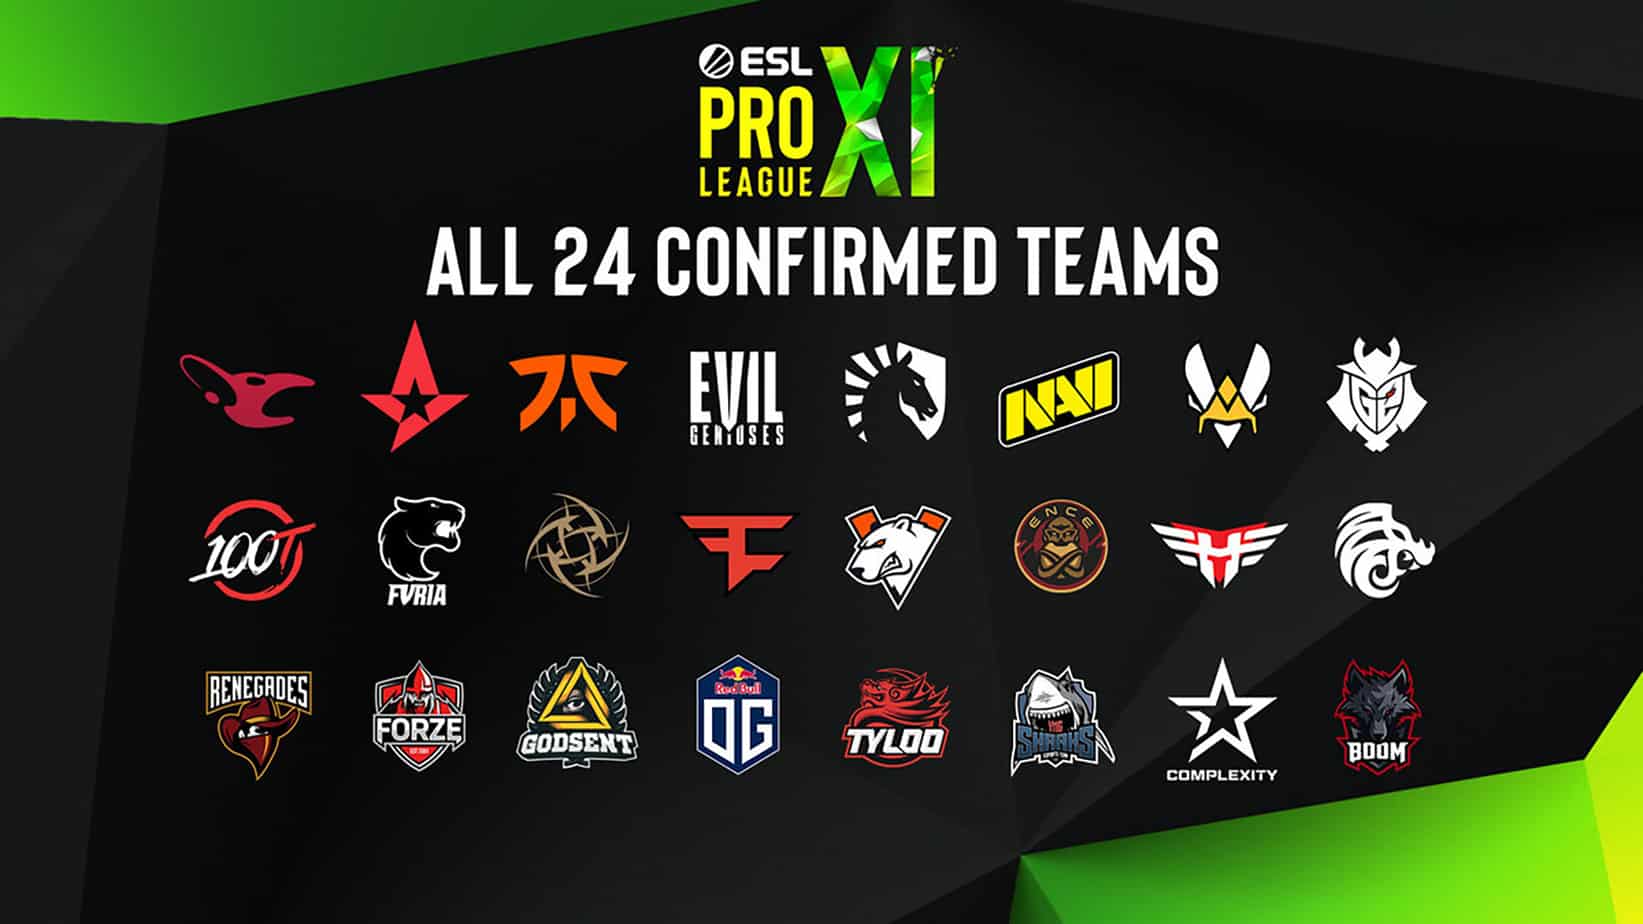 ESL
PRO
LEAGUE
XI
ALL 24 CONFIRMED TEAMS
EVIL
GENIUSES
NAVI
G2
100T
FURIA
ENCE
RENEGADES
FORZE
GODSENT
Red Bull
OG
TYLOO
SHARKS
COMPLEXITY
BOOM